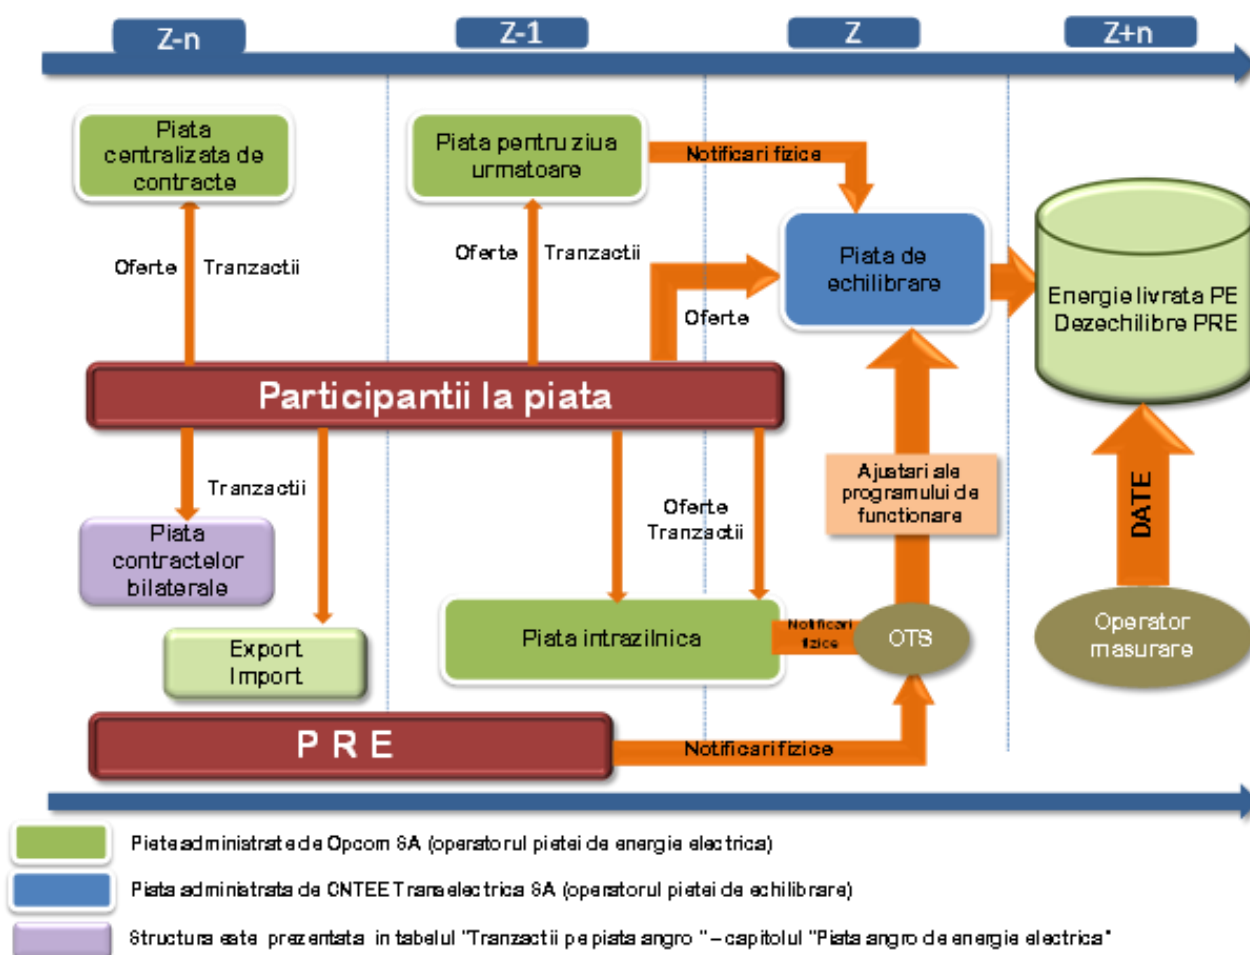 Z-n
Z-1
Z
Z+n
Piata
centralizata de
contracte
Piata pentru ziua
urmatoare
Notificari fizice
Oferte
Tranzactii
Oferte
Tranzactii
Piata de
echilibrare
Oferte
Energie livrata PE
Dezechilibre PRE
Participantii la piata
Tranzactii
Oferte
Tranzactii
Ajustari ale
programului de
functionare
DATE
Piata
contractelor
bilaterale
Export
Import
Piata intrazilnica
Notificari
fizice
OTS
Operator
masurare
P R E
Notificari fizice
Piete administrate de Opcom SA (operatorul pietei de energie electrica)
Piata administrata de CNTEE Transelectrica SA (operatorul pietei de echilibrare)
Structura este prezentata in tabelul "Tranzactii pe piata angro " – capitolul "Piata angro de energie electrica"